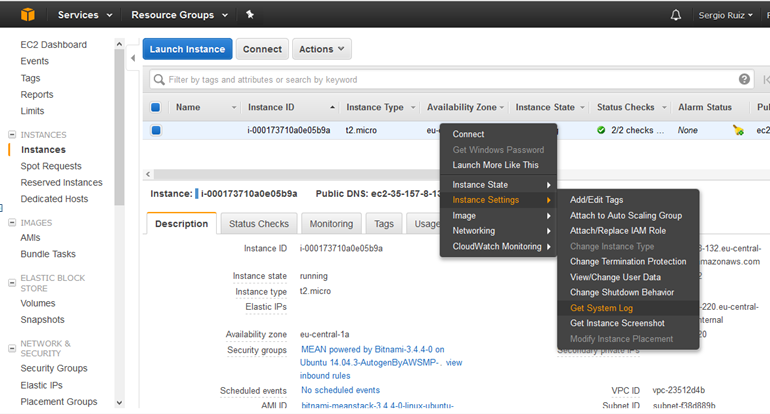 Services Resource Groups Sergio Ruiz
EC2 Dashboard
Events
Tags
Reports
Limits
INSTANCES
Instances
Spot Requests
Reserved Instances
Dedicated Hosts
IMAGES
AMIs
Bundle Tasks
ELASTIC BLOCK
STORE
Volumes
Snapshots
NETWORK &
SECURITY
Security Groups
Elastic IPs
Placement Groups
Launch Instance Connect Actions
Filter by tags and attributes or search by keyword
Name Instance ID Instance Type Availability Zone Instance State Status Checks Alarm Status
i-000173710a0e05b9a t2.micro 2/2 checks ... None ec2
Instance: i-000173710a0e05b9a Public DNS: ec2-35-157-8-13
Description Status Checks Monitoring Tags
Instance ID i-000173710a0e05b9a
Instance state running
Instance type t2.micro
Elastic IPs
Availability zone eu-central-1a
Security groups MEAN powered by Bitnami-3.4.4-0 on
Ubuntu 14.04.3-AutogenByAWSMP-. view
inbound rules
Scheduled events No scheduled events
AMI ID bitnami-meanstack-3.4.4-0-linux-ubuntu-
Connect
Get Windows Password
Launch More Like This
Instance State
Instance Settings
Image
Networking
CloudWatch Monitoring
Add/Edit Tags
Attach to Auto Scaling Group
Attach/Replace IAM Role
Change Instance Type
Change Termination Protection
View/Change User Data
Change Shutdown Behavior
Get System Log
Get Instance Screenshot
Modify Instance Placement
-132.eu-central-
amazonaws.com
-220.eu-central-
Secondary private IPs
VPC ID vpc-23512d4b
Subnet ID subnet-f38d889b